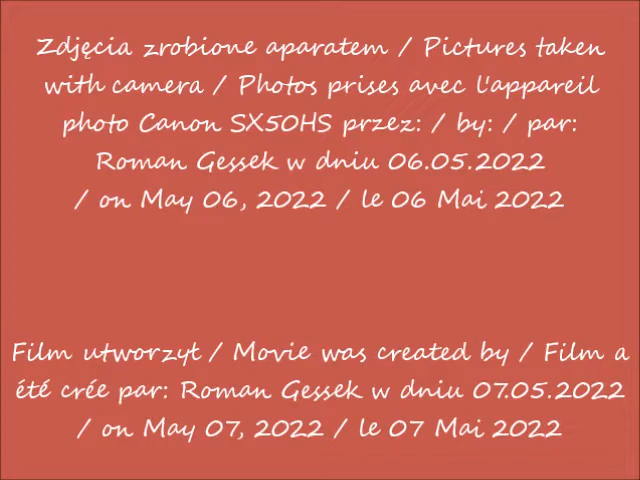 Zdjęcia zrobione aparatem / Pictures taken
with camera / Photos prises avec l'appareil
photo Canon SX50HS przez: / by: / par:
Roman Gessek w dniu 06.05.2022
/ on May 06, 2022 / le 06 Mai 2022
Film utworzył / Movie was created by / Film a
été crée par: Roman Gessek w dniu 07.05.2022
/ on May 07, 2022 / le 07 Mai 2022